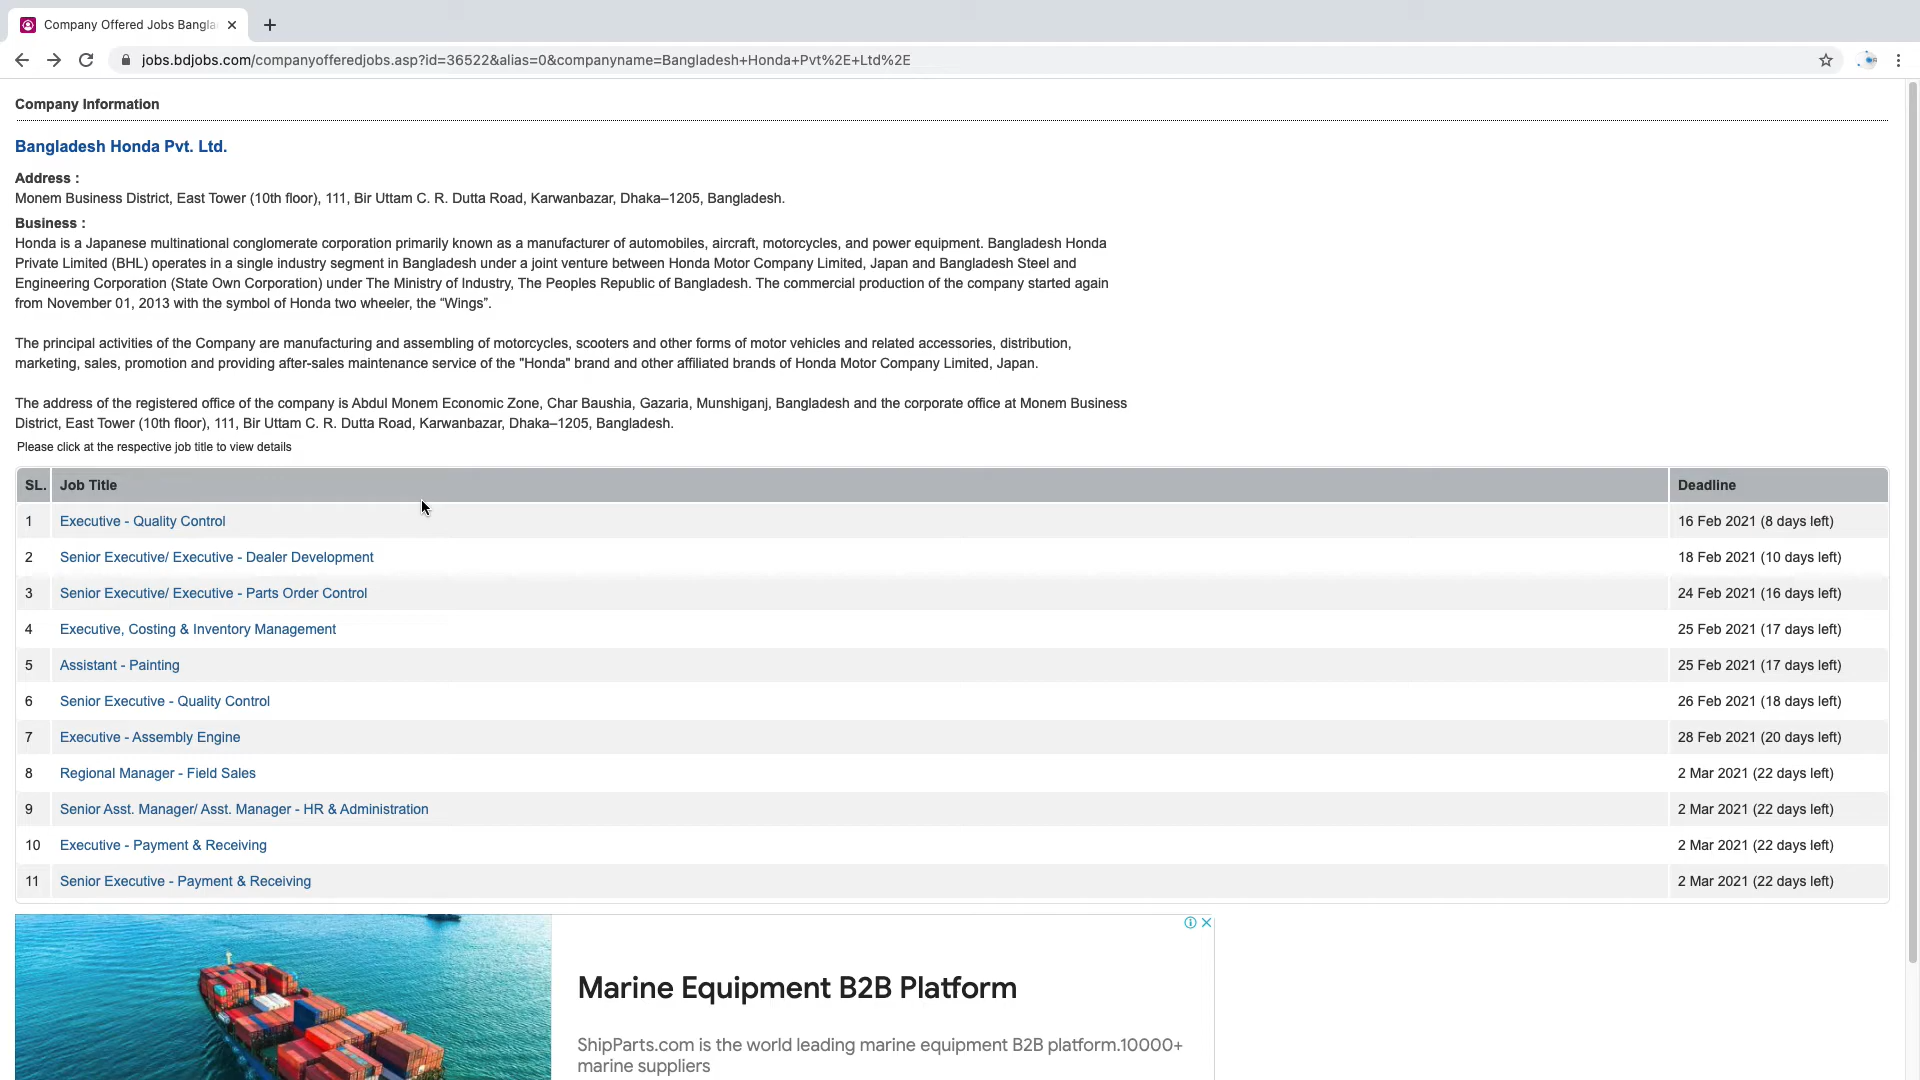 Company Offered Jobs Bangla
jobs.bdjobs.com/companyofferedjobs.asp?id=36522&alias=0&companyname=Bangladesh+Honda+Pvt%2E+Ltd%2E
Company Information
Bangladesh Honda Pvt. Ltd.
Address :
Monem Business District, East Tower (10th floor), 111, Bir Uttam C. R. Dutta Road, Karwanbazar, Dhaka–1205, Bangladesh.
Business :
Honda is a Japanese multinational conglomerate corporation primarily known as a manufacturer of automobiles, aircraft, motorcycles, and power equipment. Bangladesh Honda
Private Limited (BHL) operates in a single industry segment in Bangladesh under a joint venture between Honda Motor Company Limited, Japan and Bangladesh Steel and
Engineering Corporation (State Own Corporation) under The Ministry of Industry, The Peoples Republic of Bangladesh. The commercial production of the company started again
from November 01, 2013 with the symbol of Honda two wheeler, the “Wings”.
The principal activities of the Company are manufacturing and assembling of motorcycles, scooters and other forms of motor vehicles and related accessories, distribution,
marketing, sales, promotion and providing after-sales maintenance service of the "Honda" brand and other affiliated brands of Honda Motor Company Limited, Japan.
The address of the registered office of the company is Abdul Monem Economic Zone, Char Baushia, Gazaria, Munshiganj, Bangladesh and the corporate office at Monem Business
District, East Tower (10th floor), 111, Bir Uttam C. R. Dutta Road, Karwanbazar, Dhaka–1205, Bangladesh.
Please click at the respective job title to view details
SL. Job Title Deadline
1 Executive - Quality Control 16 Feb 2021 (8 days left)
2 Senior Executive/ Executive - Dealer Development 18 Feb 2021 (10 days left)
3 Senior Executive/ Executive - Parts Order Control 24 Feb 2021 (16 days left)
4 Executive, Costing & Inventory Management 25 Feb 2021 (17 days left)
5 Assistant - Painting 25 Feb 2021 (17 days left)
6 Senior Executive - Quality Control 26 Feb 2021 (18 days left)
7 Executive - Assembly Engine 28 Feb 2021 (20 days left)
8 Regional Manager - Field Sales 2 Mar 2021 (22 days left)
9 Senior Asst. Manager/ Asst. Manager - HR & Administration 2 Mar 2021 (22 days left)
10 Executive - Payment & Receiving 2 Mar 2021 (22 days left)
11 Senior Executive - Payment & Receiving 2 Mar 2021 (22 days left)
Marine Equipment B2B Platform
ShipParts.com is the world leading marine equipment B2B platform.10000+
marine suppliers